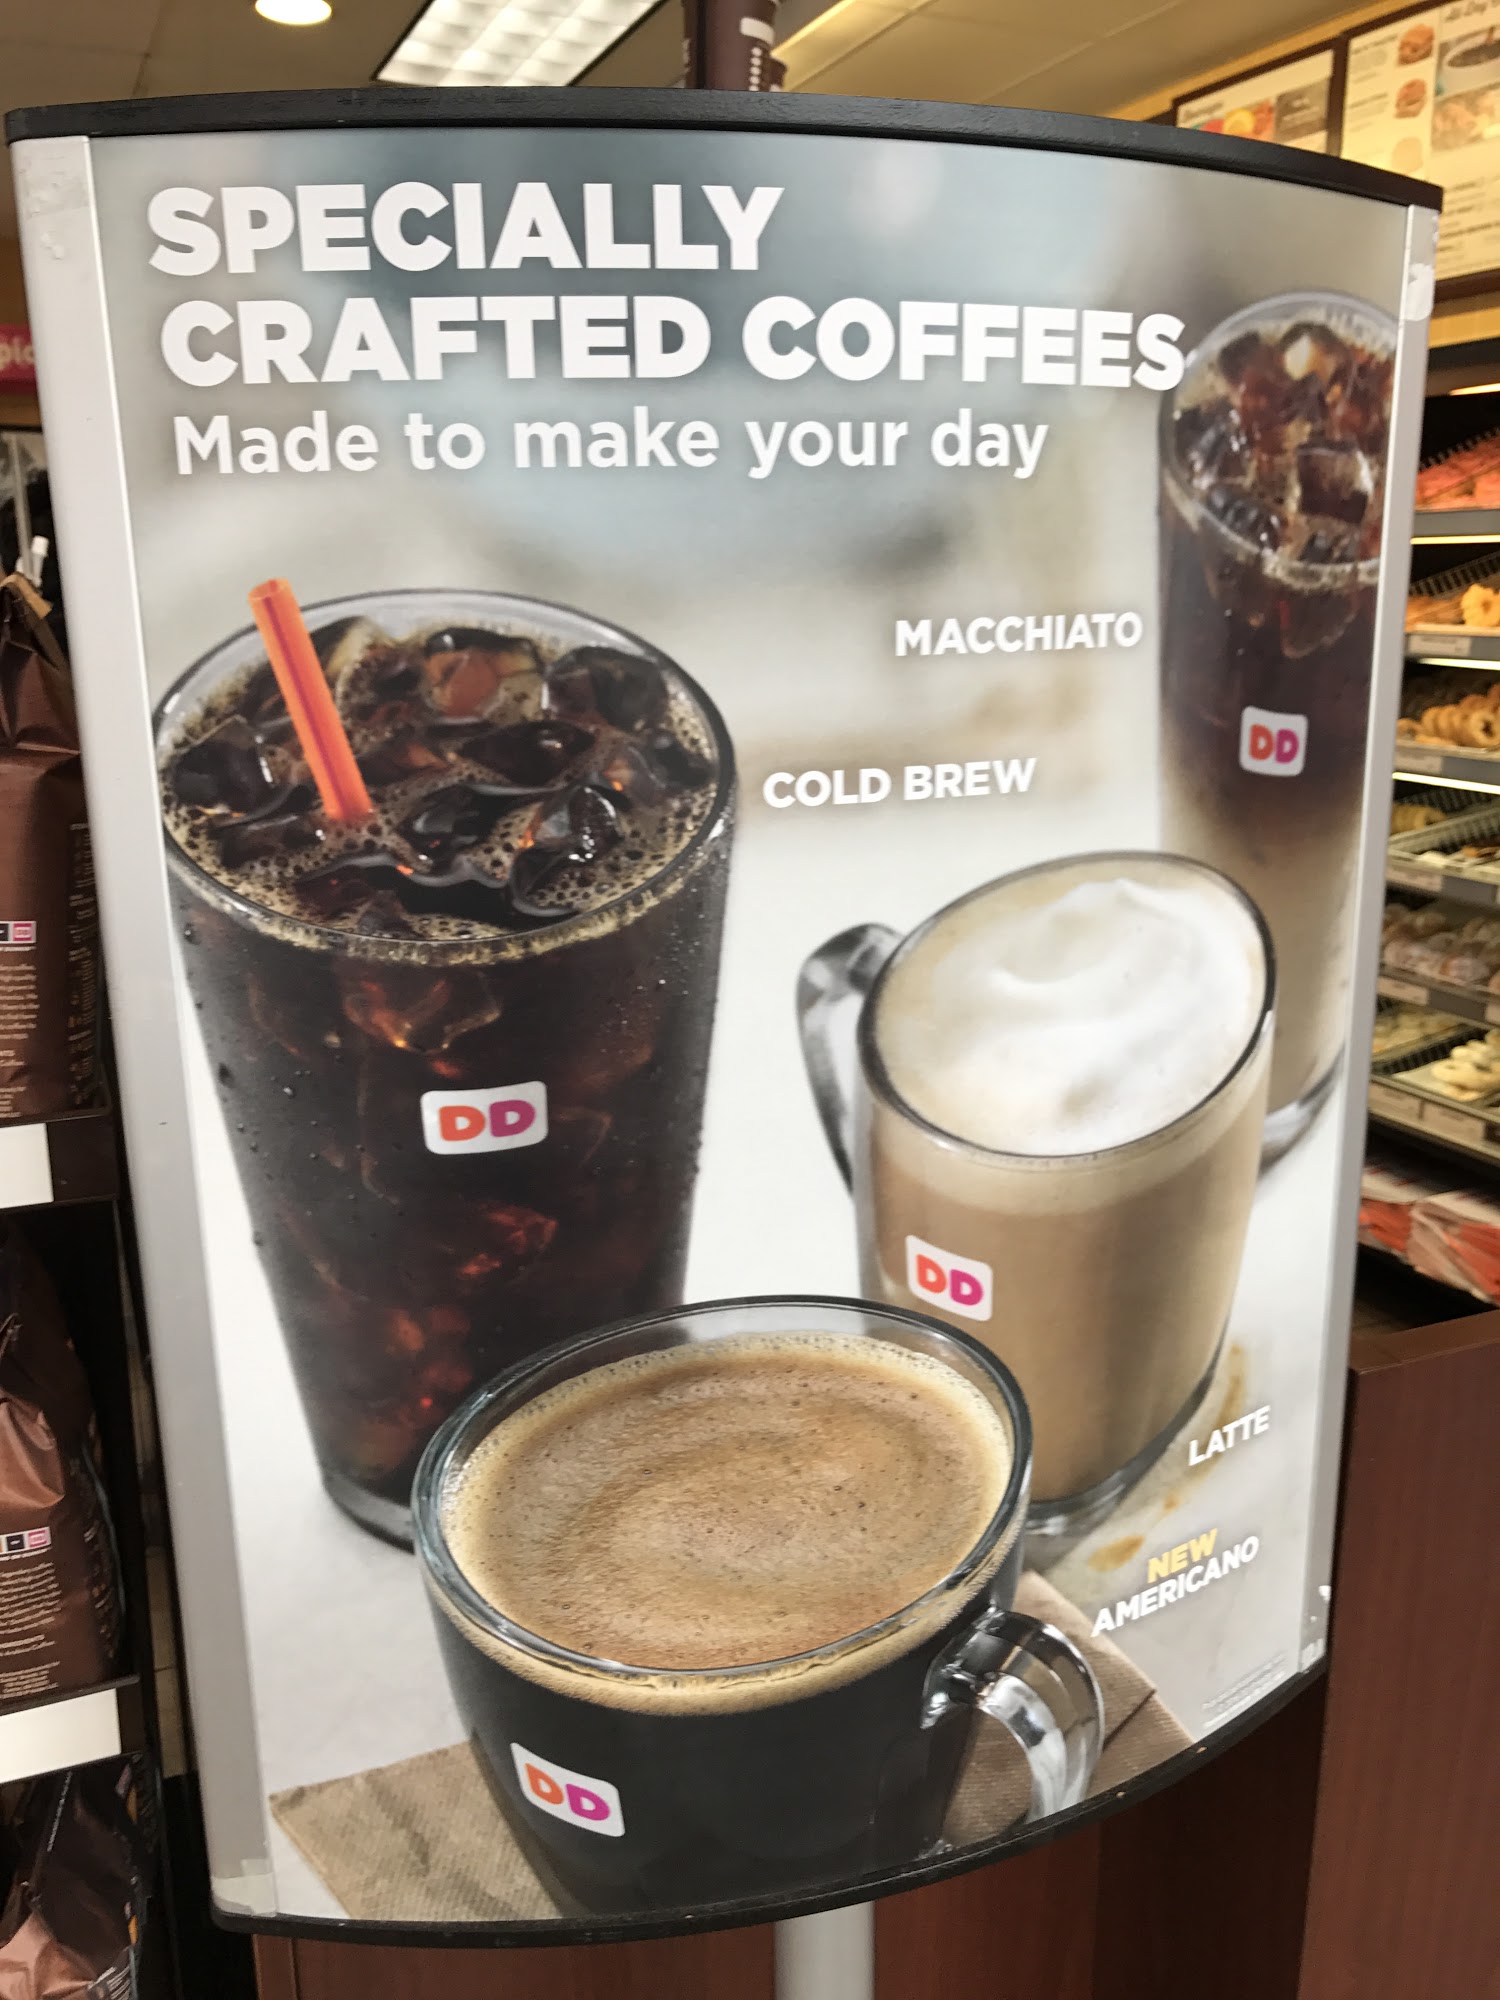 SPECIALLY
CRAFTED COFFEES
Made to make your day
MACCHIATO
COLD BREW
DD
DD
DD
LATTE
NEW
AMERICANO
DD